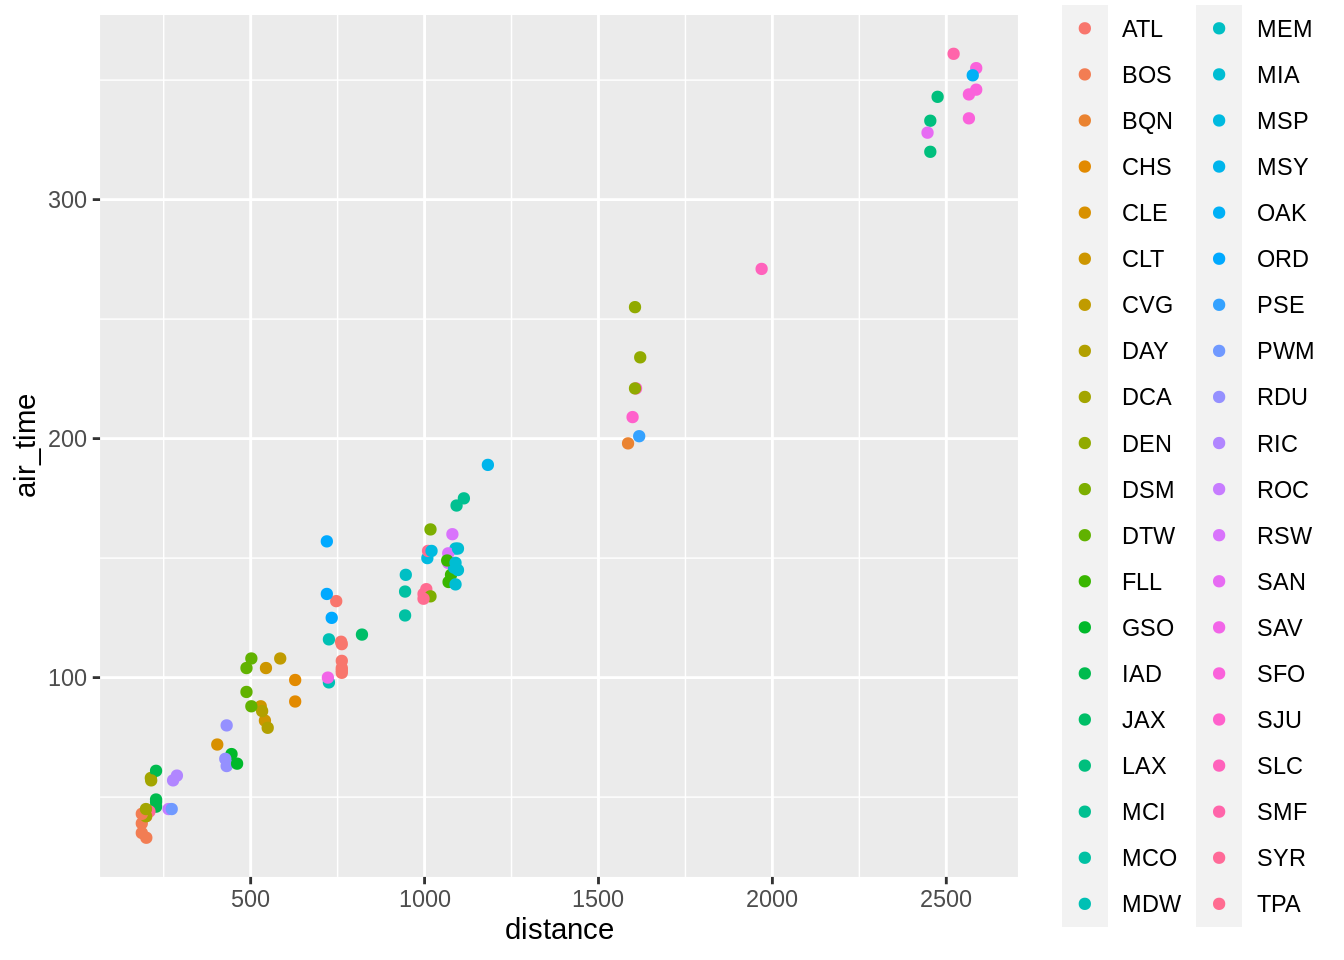 300
200
100
air_time
500
1000
1500
2000
2500
distance
ATL
BOS
BQN
CHS
CLE
CLT
CVG
DAY
DCA
DEN
DSM
DTW
FLL
GSO
IAD
JAX
LAX
MCI
MCO
MDW
MEM
MIA
MSP
MSY
OAK
ORD
PSE
PWM
RDU
RIC
ROC
RSW
SAN
SAV
SFO
SJU
SLC
SMF
SYR
TPA